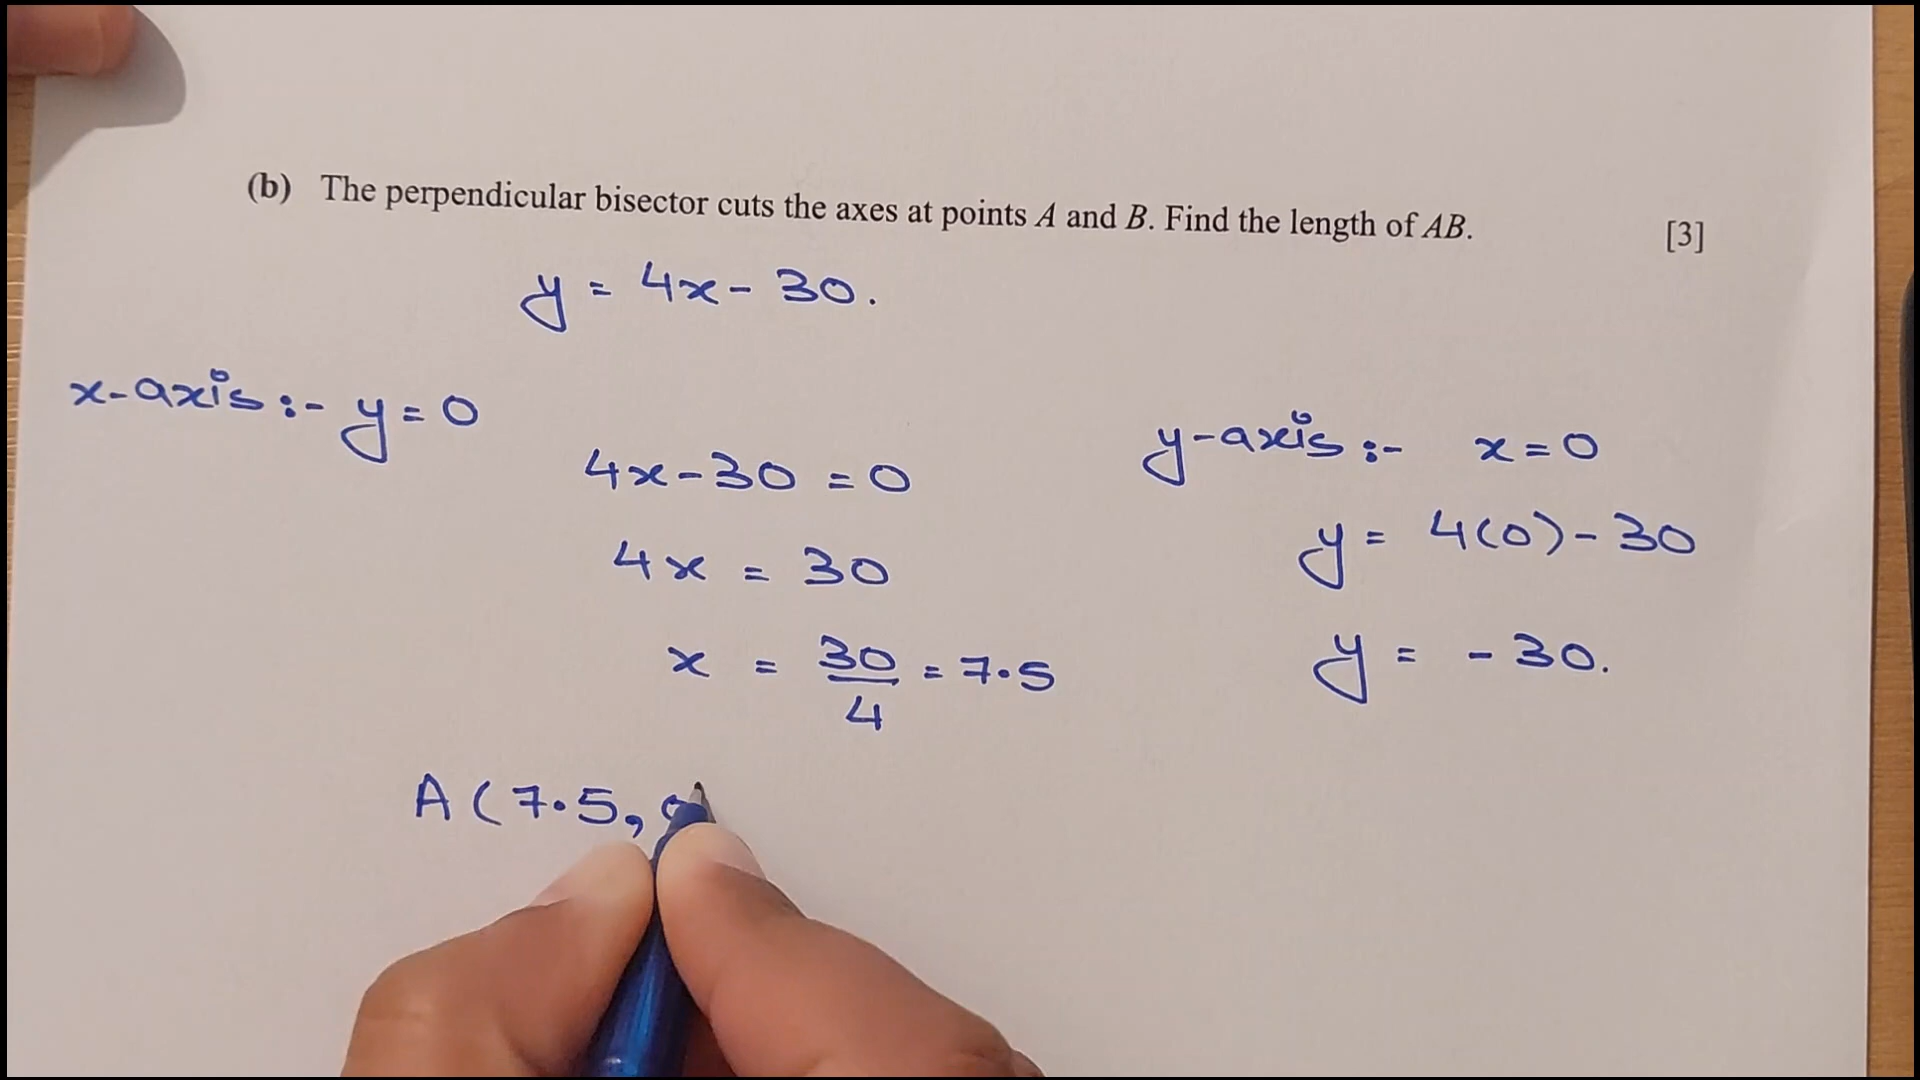 (b) The perpendicular bisector cuts the axes at points A and B. Find the length of AB. [3]
y = 4x - 30.
x-axis :- y = 0
4x - 30 = 0
4x = 30
x = 30/4 = 7.5
A (7.5, 0
y-axis :- x = 0
y = 4(0) - 30
y = - 30.